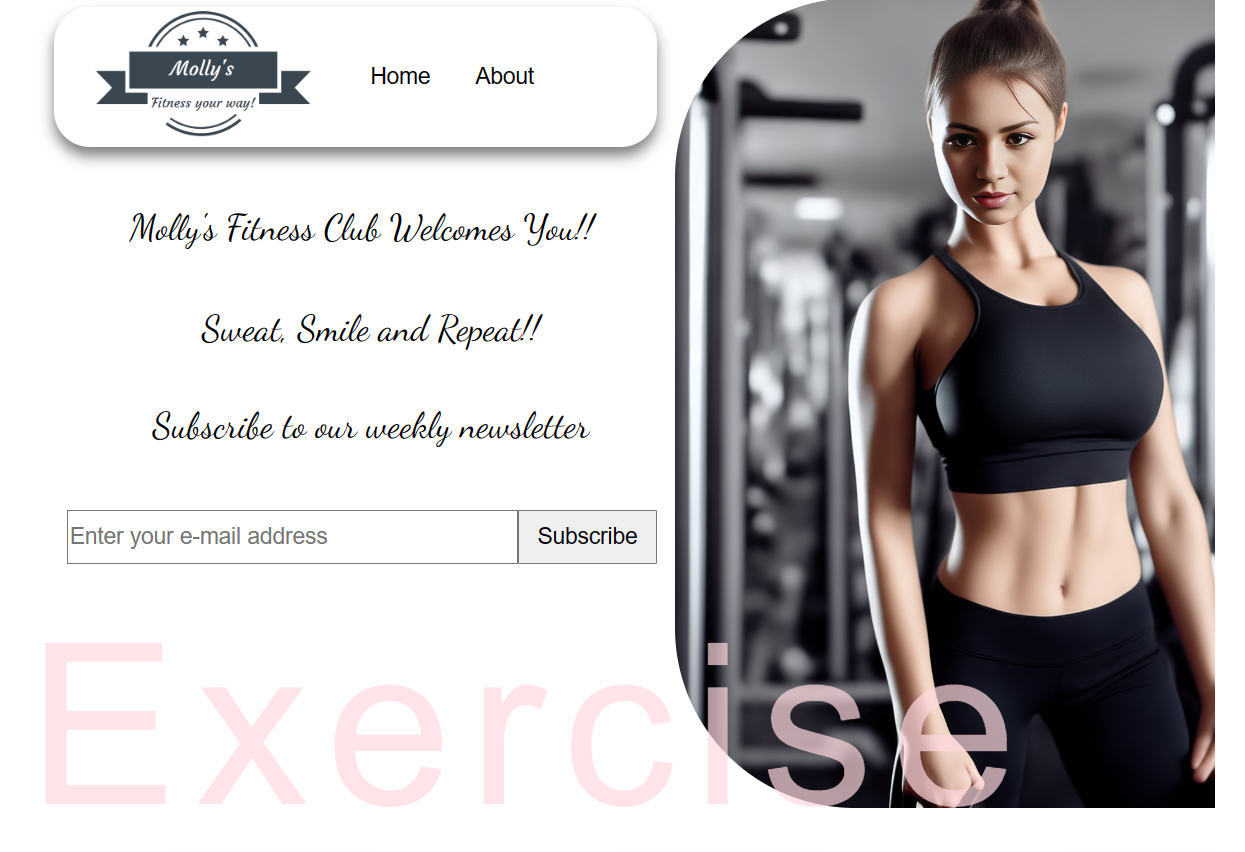 Molly's
Fitness your way!
Home About
Molly's Fitness Club Welcomes You!!
Sweat, Smile and Repeat!!
Subscribe to our weekly newsletter
Enter your e-mail address Subscribe
Exercise